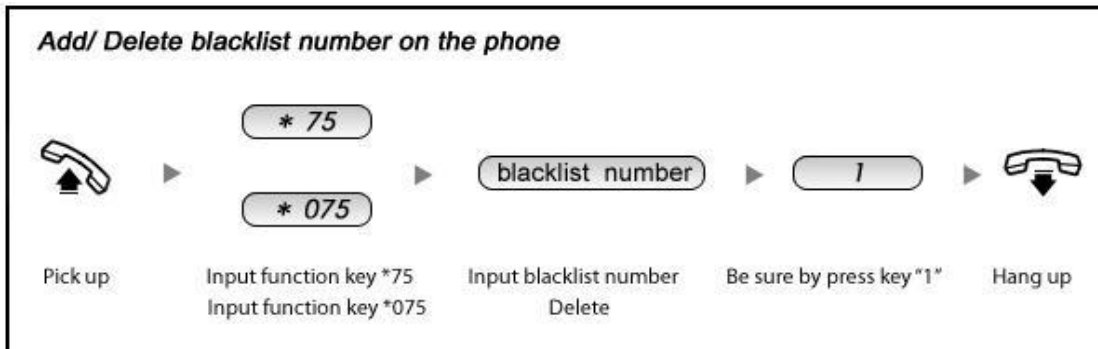 Add/ Delete blacklist number on the phone
* 75
* 075
blacklist number
1
Pick up
Input function key *75
Input function key *075
Input blacklist number
Delete
Be sure by press key “1”
Hang up